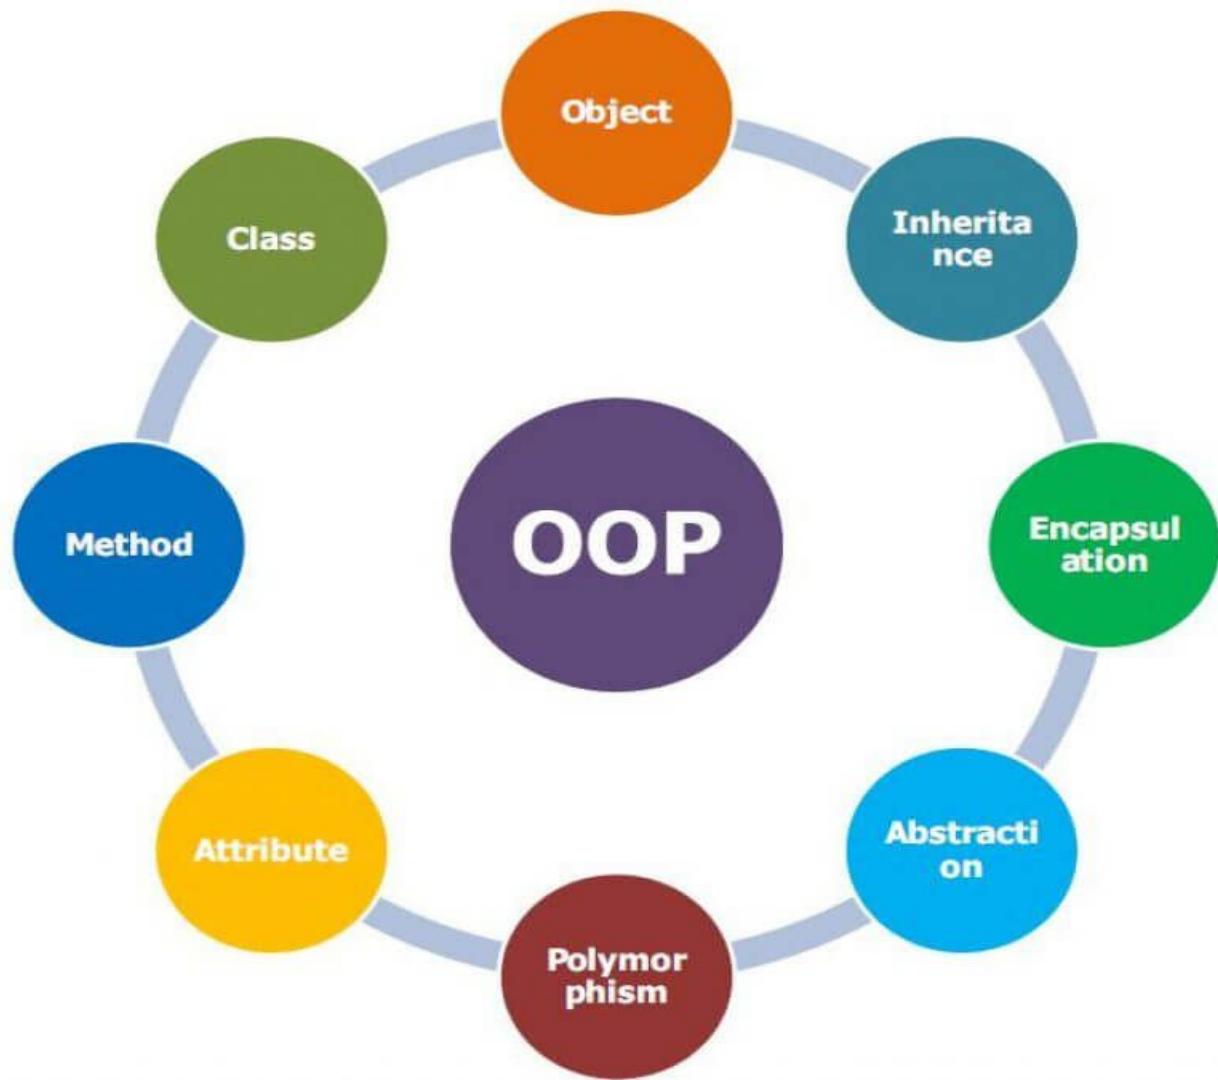 Object
Inherita
nce
Encapsul
ation
Abstracti
on
Polymor
phism
Attribute
Method
Class
OOP